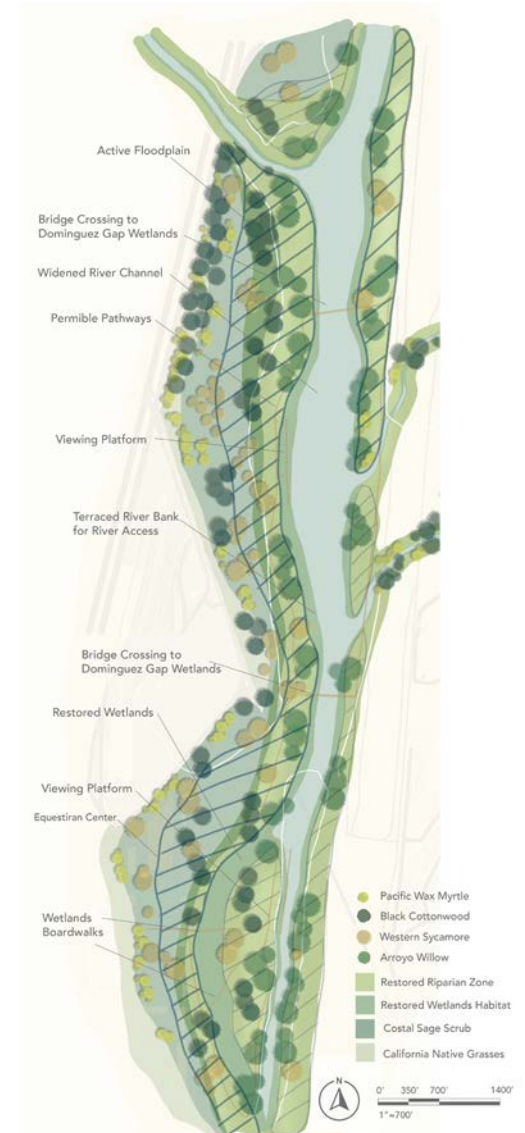 Active Floodplain
Bridge Crossing to
Dominguez Gap Wetlands
Widened River Channel
Permible Pathways
Viewing Platform
Terraced River Bank
for River Access
Bridge Crossing to
Dominguez Gap Wetlands
Restored Wetlands
Viewing Platform
Equestiran Center
Wetlands
Boardwalks
Pacific Wax Myrtle
Black Cottonwood
Western Sycamore
Arroyo Willow
Restored Riparian Zone
Restored Wetlands Habitat
Costal Sage Scrub
California Native Grasses
N
0' 350' 700' 1400'
1"=700'